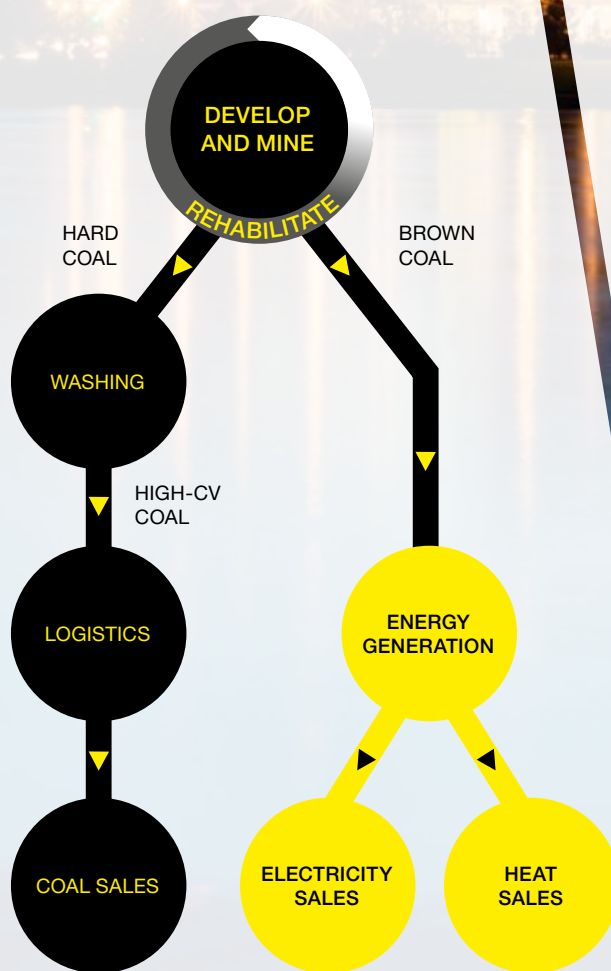 DEVELOP
AND MINE
REHABILITATE
HARD
COAL
BROWN
COAL
WASHING
HIGH-CV
COAL
LOGISTICS
ENERGY
GENERATION
COAL SALES
ELECTRICITY
SALES
HEAT
SALES